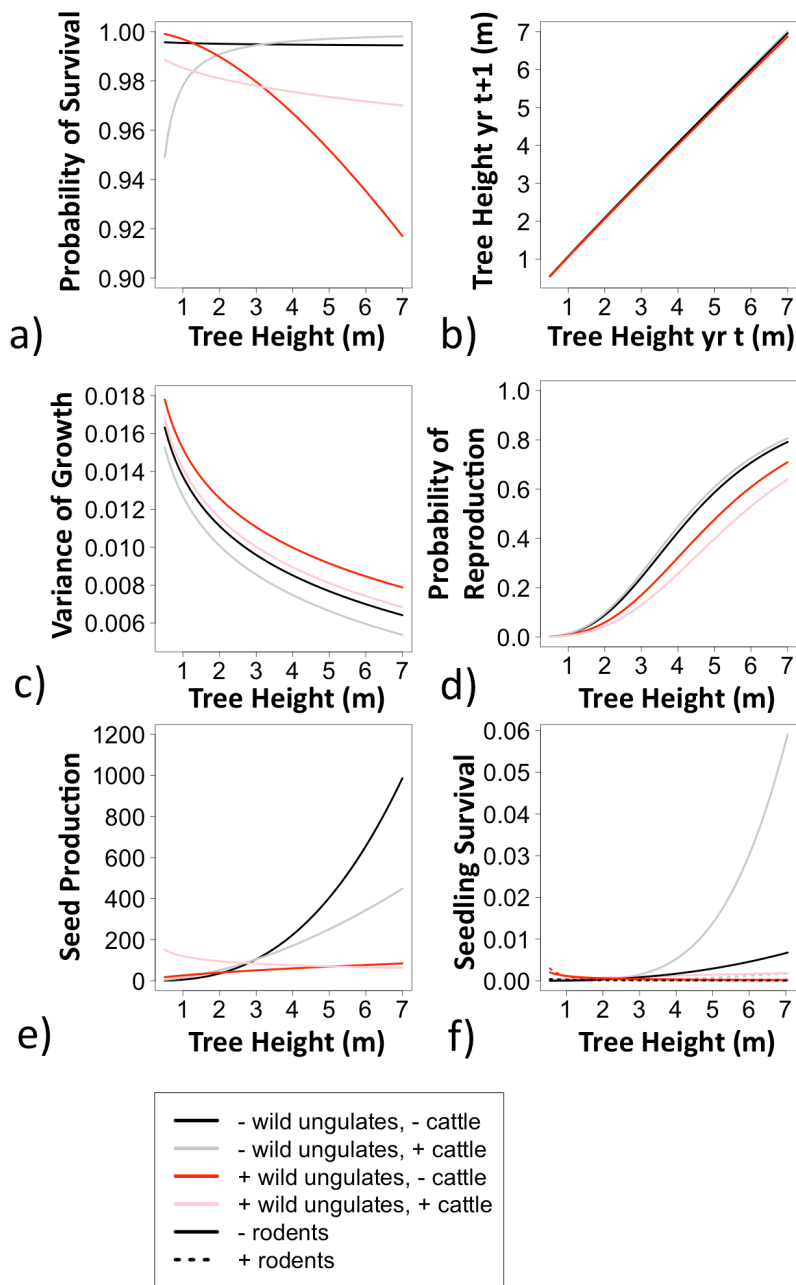 Probability of Survival
1.00
0.98
0.96
0.94
0.92
0.90
1 2 3 4 5 6 7
Tree Height (m)
a)
Tree Height yr t+1 (m)
7
6
5
4
3
2
1
1 2 3 4 5 6 7
Tree Height yr t (m)
b)
Variance of Growth
0.018
0.016
0.014
0.012
0.010
0.008
0.006
1 2 3 4 5 6 7
Tree Height (m)
c)
Probability of
Reproduction
1.0
0.8
0.6
0.4
0.2
0.0
1 2 3 4 5 6 7
Tree Height (m)
d)
Seed Production
1200
1000
800
600
400
200
0
1 2 3 4 5 6 7
Tree Height (m)
e)
Seedling Survival
0.06
0.05
0.04
0.03
0.02
0.01
0.00
1 2 3 4 5 6 7
Tree Height (m)
f)
- wild ungulates, - cattle
- wild ungulates, + cattle
+ wild ungulates, - cattle
+ wild ungulates, + cattle
- rodents
+ rodents